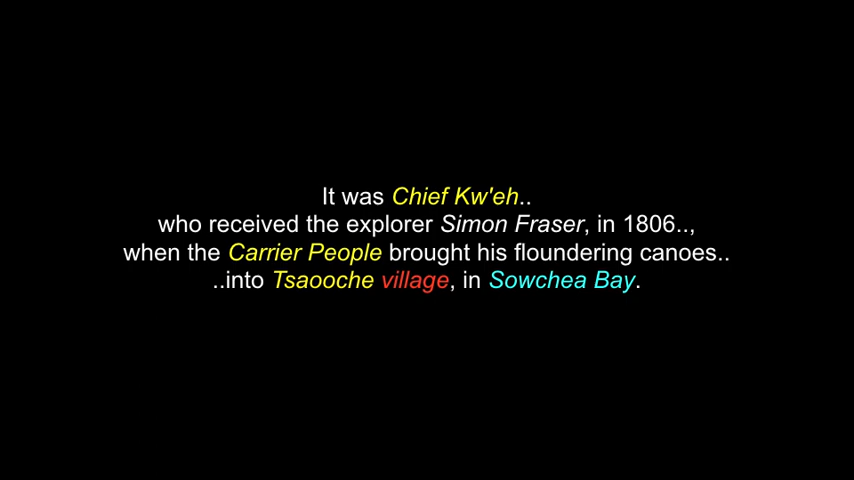 It was Chief Kw'eh..
who received the explorer Simon Fraser, in 1806..,
when the Carrier People brought his floundering canoes..
..into Tsaooche village, in Sowchea Bay.